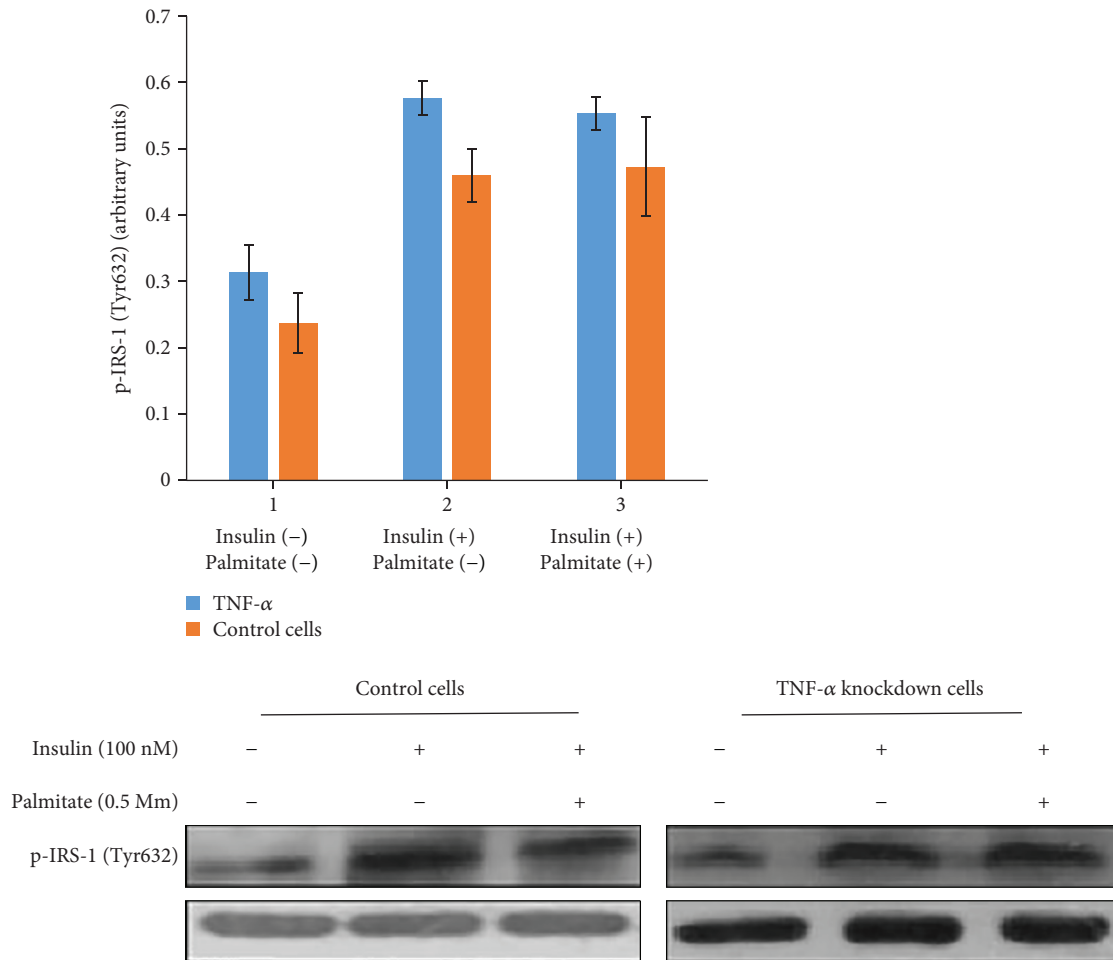 p-IRS-1 (Tyr632) (arbitrary units)
0.7
0.6
0.5
0.4
0.3
0.2
0.1
0
1 2 3
Insulin (−) Insulin (+) Insulin (+)
Palmitate (−) Palmitate (−) Palmitate (+)
TNF-α
Control cells
Control cells TNF-α knockdown cells
Insulin (100 nM) − + + − + +
Palmitate (0.5 Mm) − − + − − +
p-IRS-1 (Tyr632)